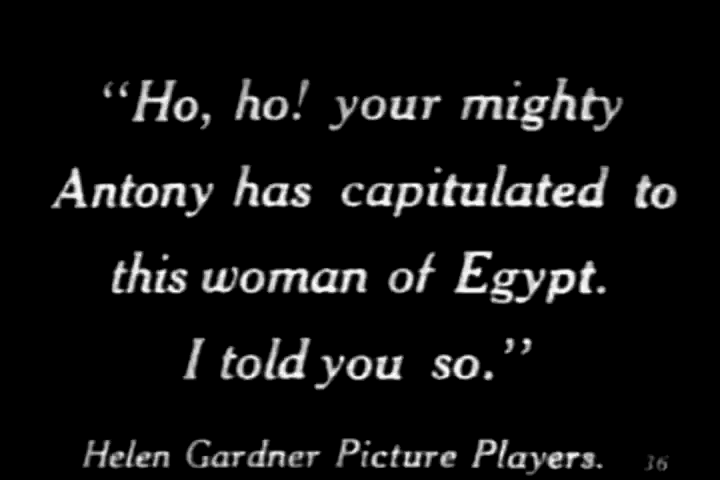 “Ho, ho! your mighty
Antony has capitulated to
this woman of Egypt.
I told you so.”
Helen Gardner Picture Players. 36